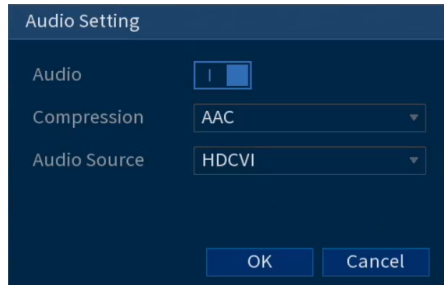 Audio Setting
Audio
Compression AAC
Audio Source HDCVI
OK Cancel